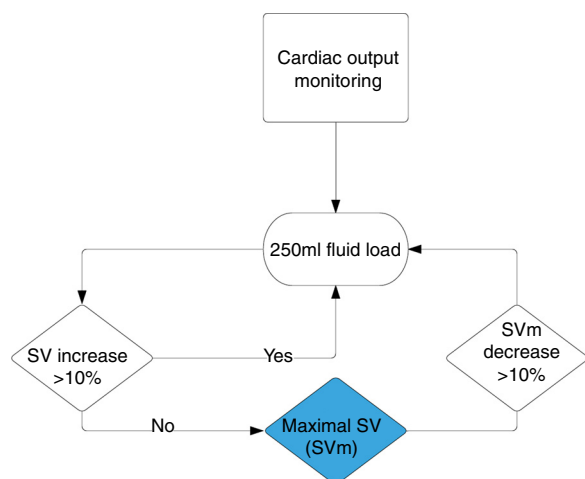 Cardiac output
monitoring
250ml fluid load
SV increase
>10%
Yes
SVm
decrease
>10%
No
Maximal SV
(SVm)